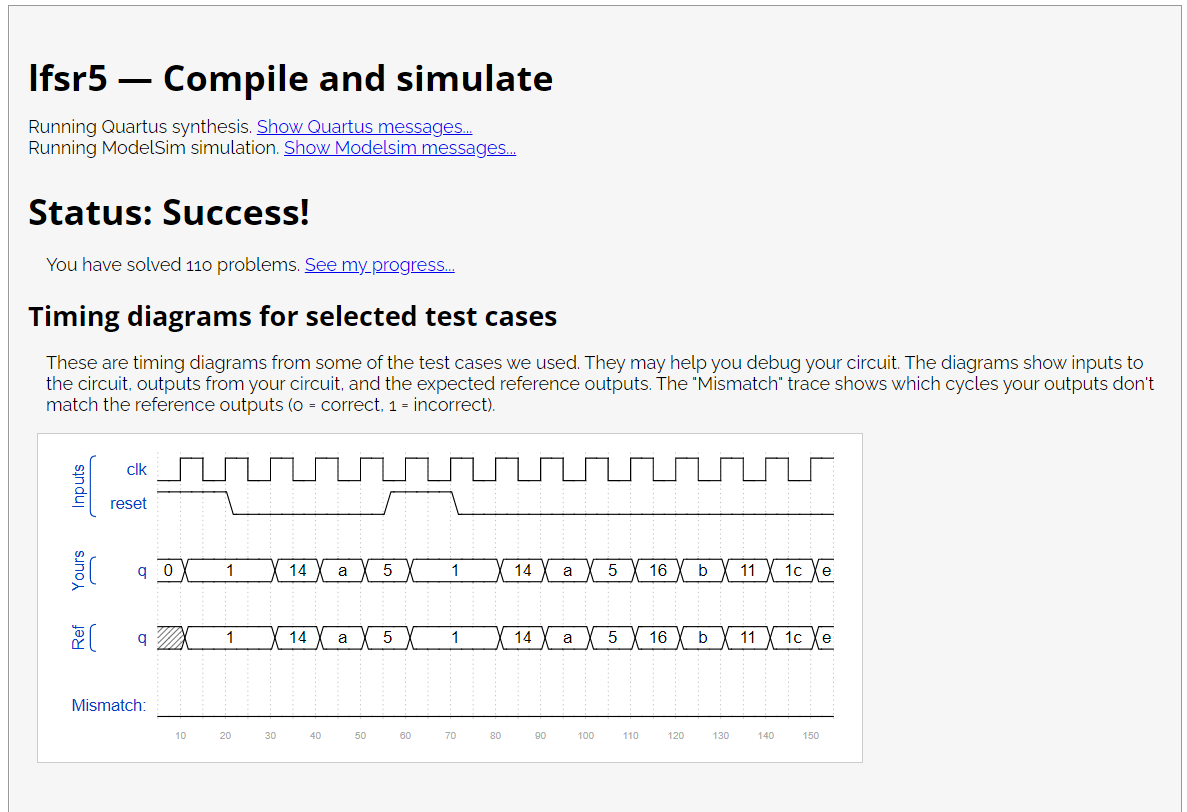 lfsr5 — Compile and simulate
Running Quartus synthesis. Show Quartus messages...
Running ModelSim simulation. Show Modelsim messages...
Status: Success!
You have solved 110 problems. See my progress...
Timing diagrams for selected test cases
These are timing diagrams from some of the test cases we used. They may help you debug your circuit. The diagrams show inputs to
the circuit, outputs from your circuit, and the expected reference outputs. The "Mismatch" trace shows which cycles your outputs don't
match the reference outputs (0 = correct, 1 = incorrect).
Inputs
clk
reset
Yours
q 0 1 14 a 5 1 14 a 5 16 b 11 1c e
Ref
q 1 14 a 5 1 14 a 5 16 b 11 1c e
Mismatch:
10 20 30 40 50 60 70 80 90 100 110 120 130 140 150